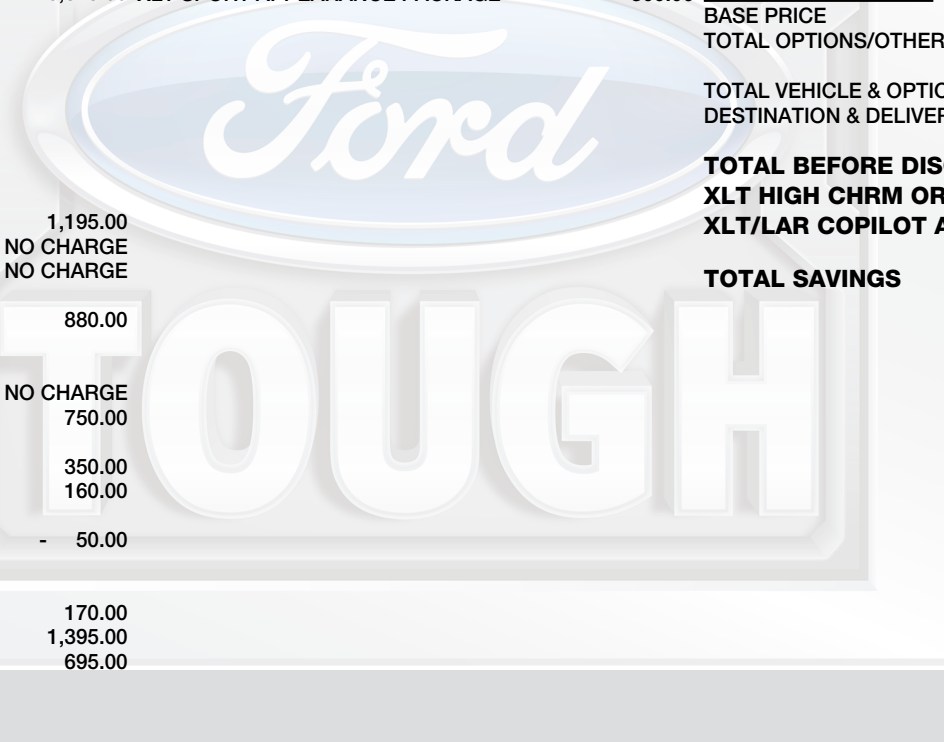 BASE PRICE
TOTAL OPTIONS/OTHER
TOTAL VEHICLE & OPTIO
DESTINATION & DELIVER
TOTAL BEFORE DIS
XLT HIGH CHRM OR
XLT/LAR COPILOT A
TOTAL SAVINGS
1,195.00
NO CHARGE
NO CHARGE
880.00
NO CHARGE
750.00
350.00
160.00
- 50.00
170.00
1,395.00
695.00
Ford
TOUGH